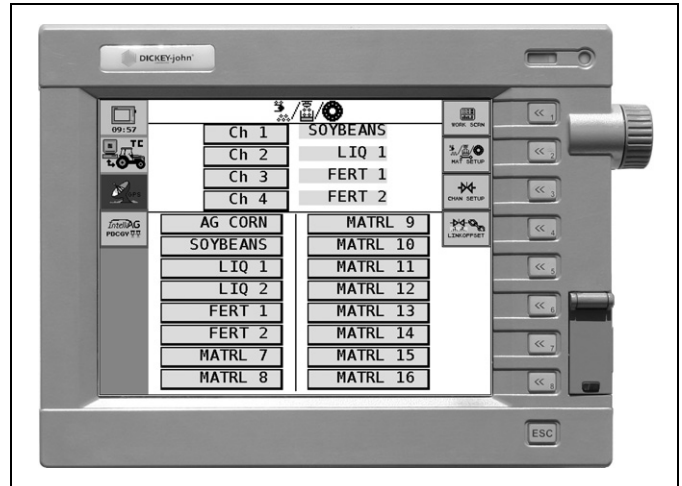 DICKEY-john
09:57
WORK SCRN
TC
MAT SETUP
CHAN SETUP
IntelliAG
LINKOFFSET
Ch 1 SOYBEANS
Ch 2 LIQ 1
Ch 3 FERT 1
Ch 4 FERT 2
AG CORN MATRL 9
SOYBEANS MATRL 10
LIQ 1 MATRL 11
LIQ 2 MATRL 12
FERT 1 MATRL 13
FERT 2 MATRL 14
MATRL 7 MATRL 15
MATRL 8 MATRL 16
<< 1
<< 2
<< 3
<< 4
<< 5
<< 6
<< 7
<< 8
ESC